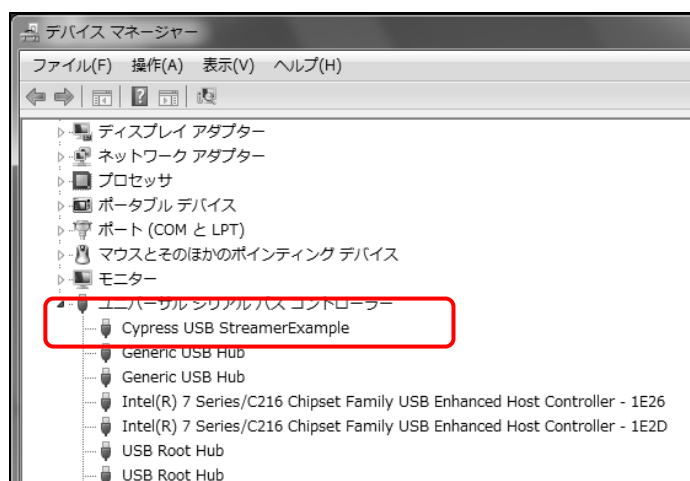 デバイス マネージャー
ファイル(F) 操作(A) 表示(V) ヘルプ(H)
ディスプレイ アダプター
ネットワーク アダプター
プロセッサ
ポータブル デバイス
ポート (COM と LPT)
マウスとそのほかのポインティング デバイス
モニター
ユニバーサル シリアル バス コントローラー
Cypress USB StreamerExample
Generic USB Hub
Generic USB Hub
Intel(R) 7 Series/C216 Chipset Family USB Enhanced Host Controller - 1E26
Intel(R) 7 Series/C216 Chipset Family USB Enhanced Host Controller - 1E2D
USB Root Hub
USB Root Hub